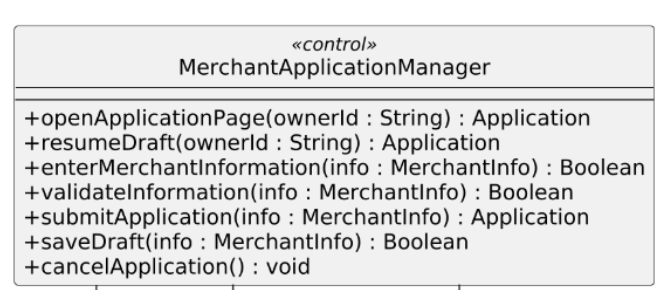 «control»
MerchantApplicationManager
+openApplicationPage(ownerId : String) : Application
+resumeDraft(ownerId : String) : Application
+enterMerchantInformation(info : MerchantInfo) : Boolean
+validateInformation(info : MerchantInfo) : Boolean
+submitApplication(info : MerchantInfo) : Application
+saveDraft(info : MerchantInfo) : Boolean
+cancelApplication() : void